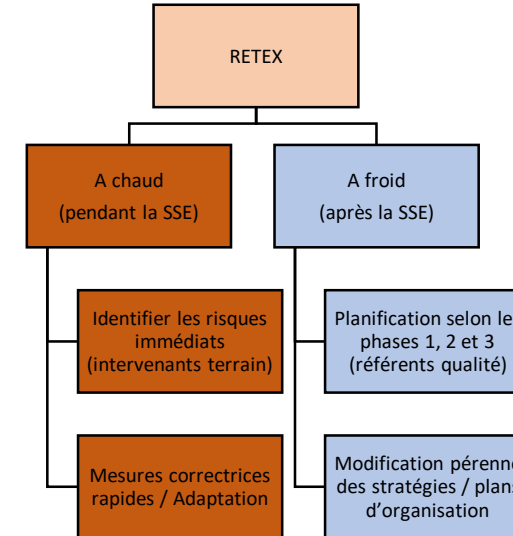 RETEX
A chaud
(pendant la SSE)
A froid
(après la SSE)
Identifier les risques
immédiats
(intervenants terrain)
Planification selon le
phases 1, 2 et 3
(référents qualité)
Mesures correctrices
rapides / Adaptation
Modification pérenne
des stratégies / plans
d'organisation